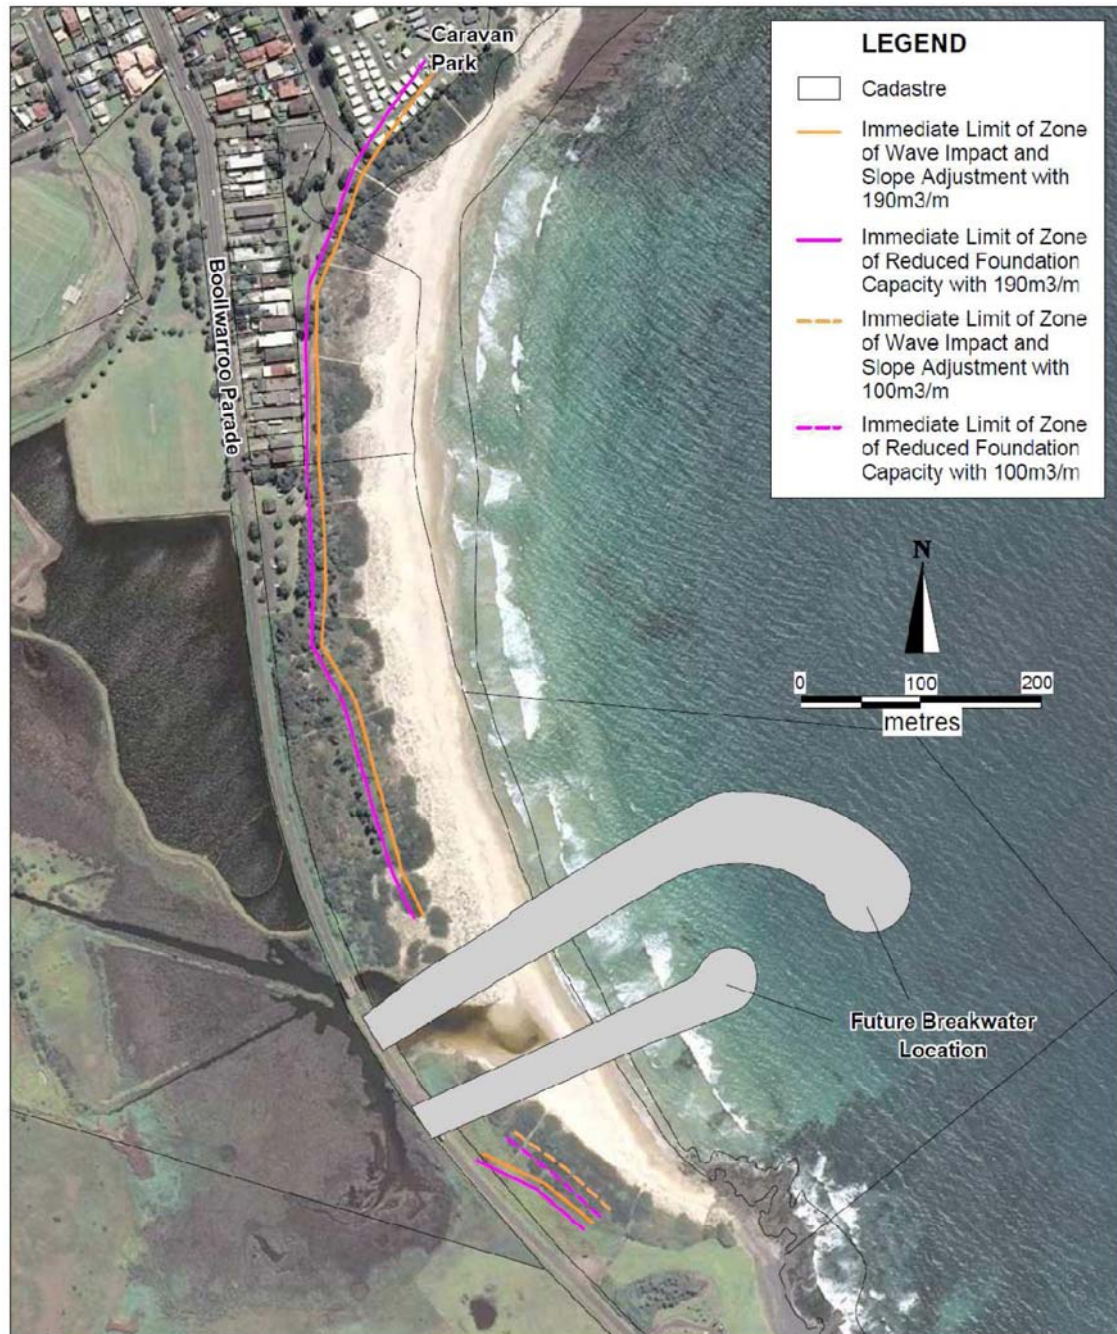 Caravan
Park
LEGEND
Cadastre
Immediate Limit of Zone
of Wave Impact and
Slope Adjustment with
190m3/m
Immediate Limit of Zone
of Reduced Foundation
Capacity with 190m3/m
Immediate Limit of Zone
of Wave Impact and
Slope Adjustment with
100m3/m
Immediate Limit of Zone
of Reduced Foundation
Capacity with 100m3/m
Boollwarroo Parade
N
0 100 200
metres
Future Breakwater
Location